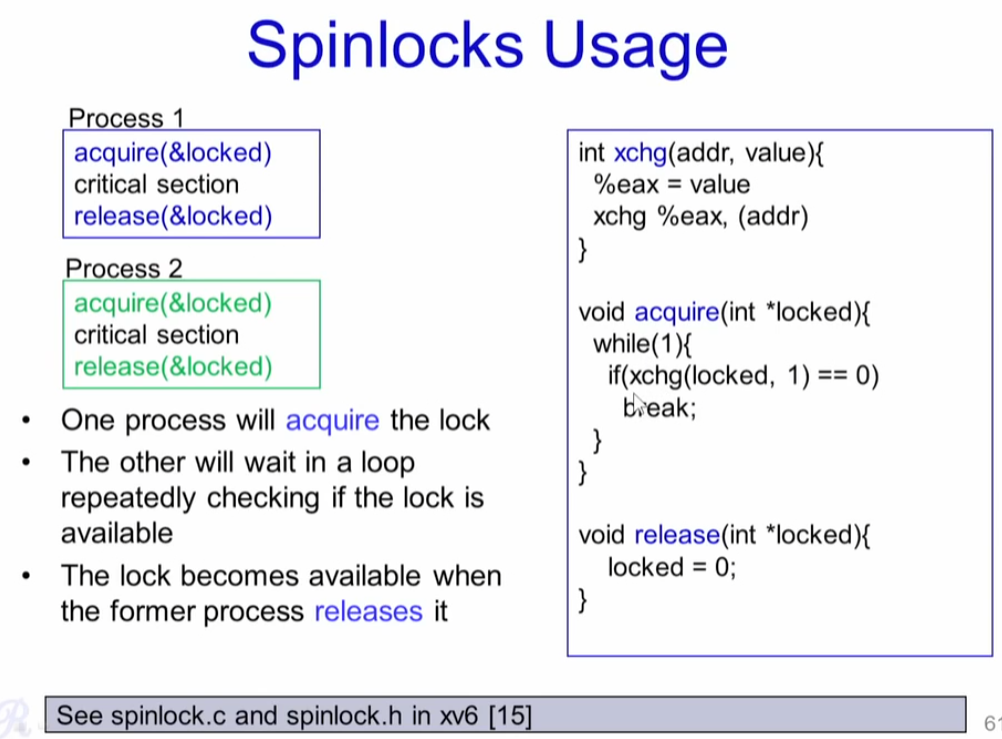 Spinlocks Usage
Process 1
acquire(&locked)
critical section
release(&locked)
Process 2
acquire(&locked)
critical section
release(&locked)
• One process will acquire the lock
• The other will wait in a loop
repeatedly checking if the lock is
available
• The lock becomes available when
the former process releases it
int xchg(addr, value){
%eax = value
xchg %eax, (addr)
}
void acquire(int *locked){
while(1){
if(xchg(locked, 1) == 0)
break;
}
}
void release(int *locked){
locked = 0;
}
See spinlock.c and spinlock.h in xv6 [15]
61